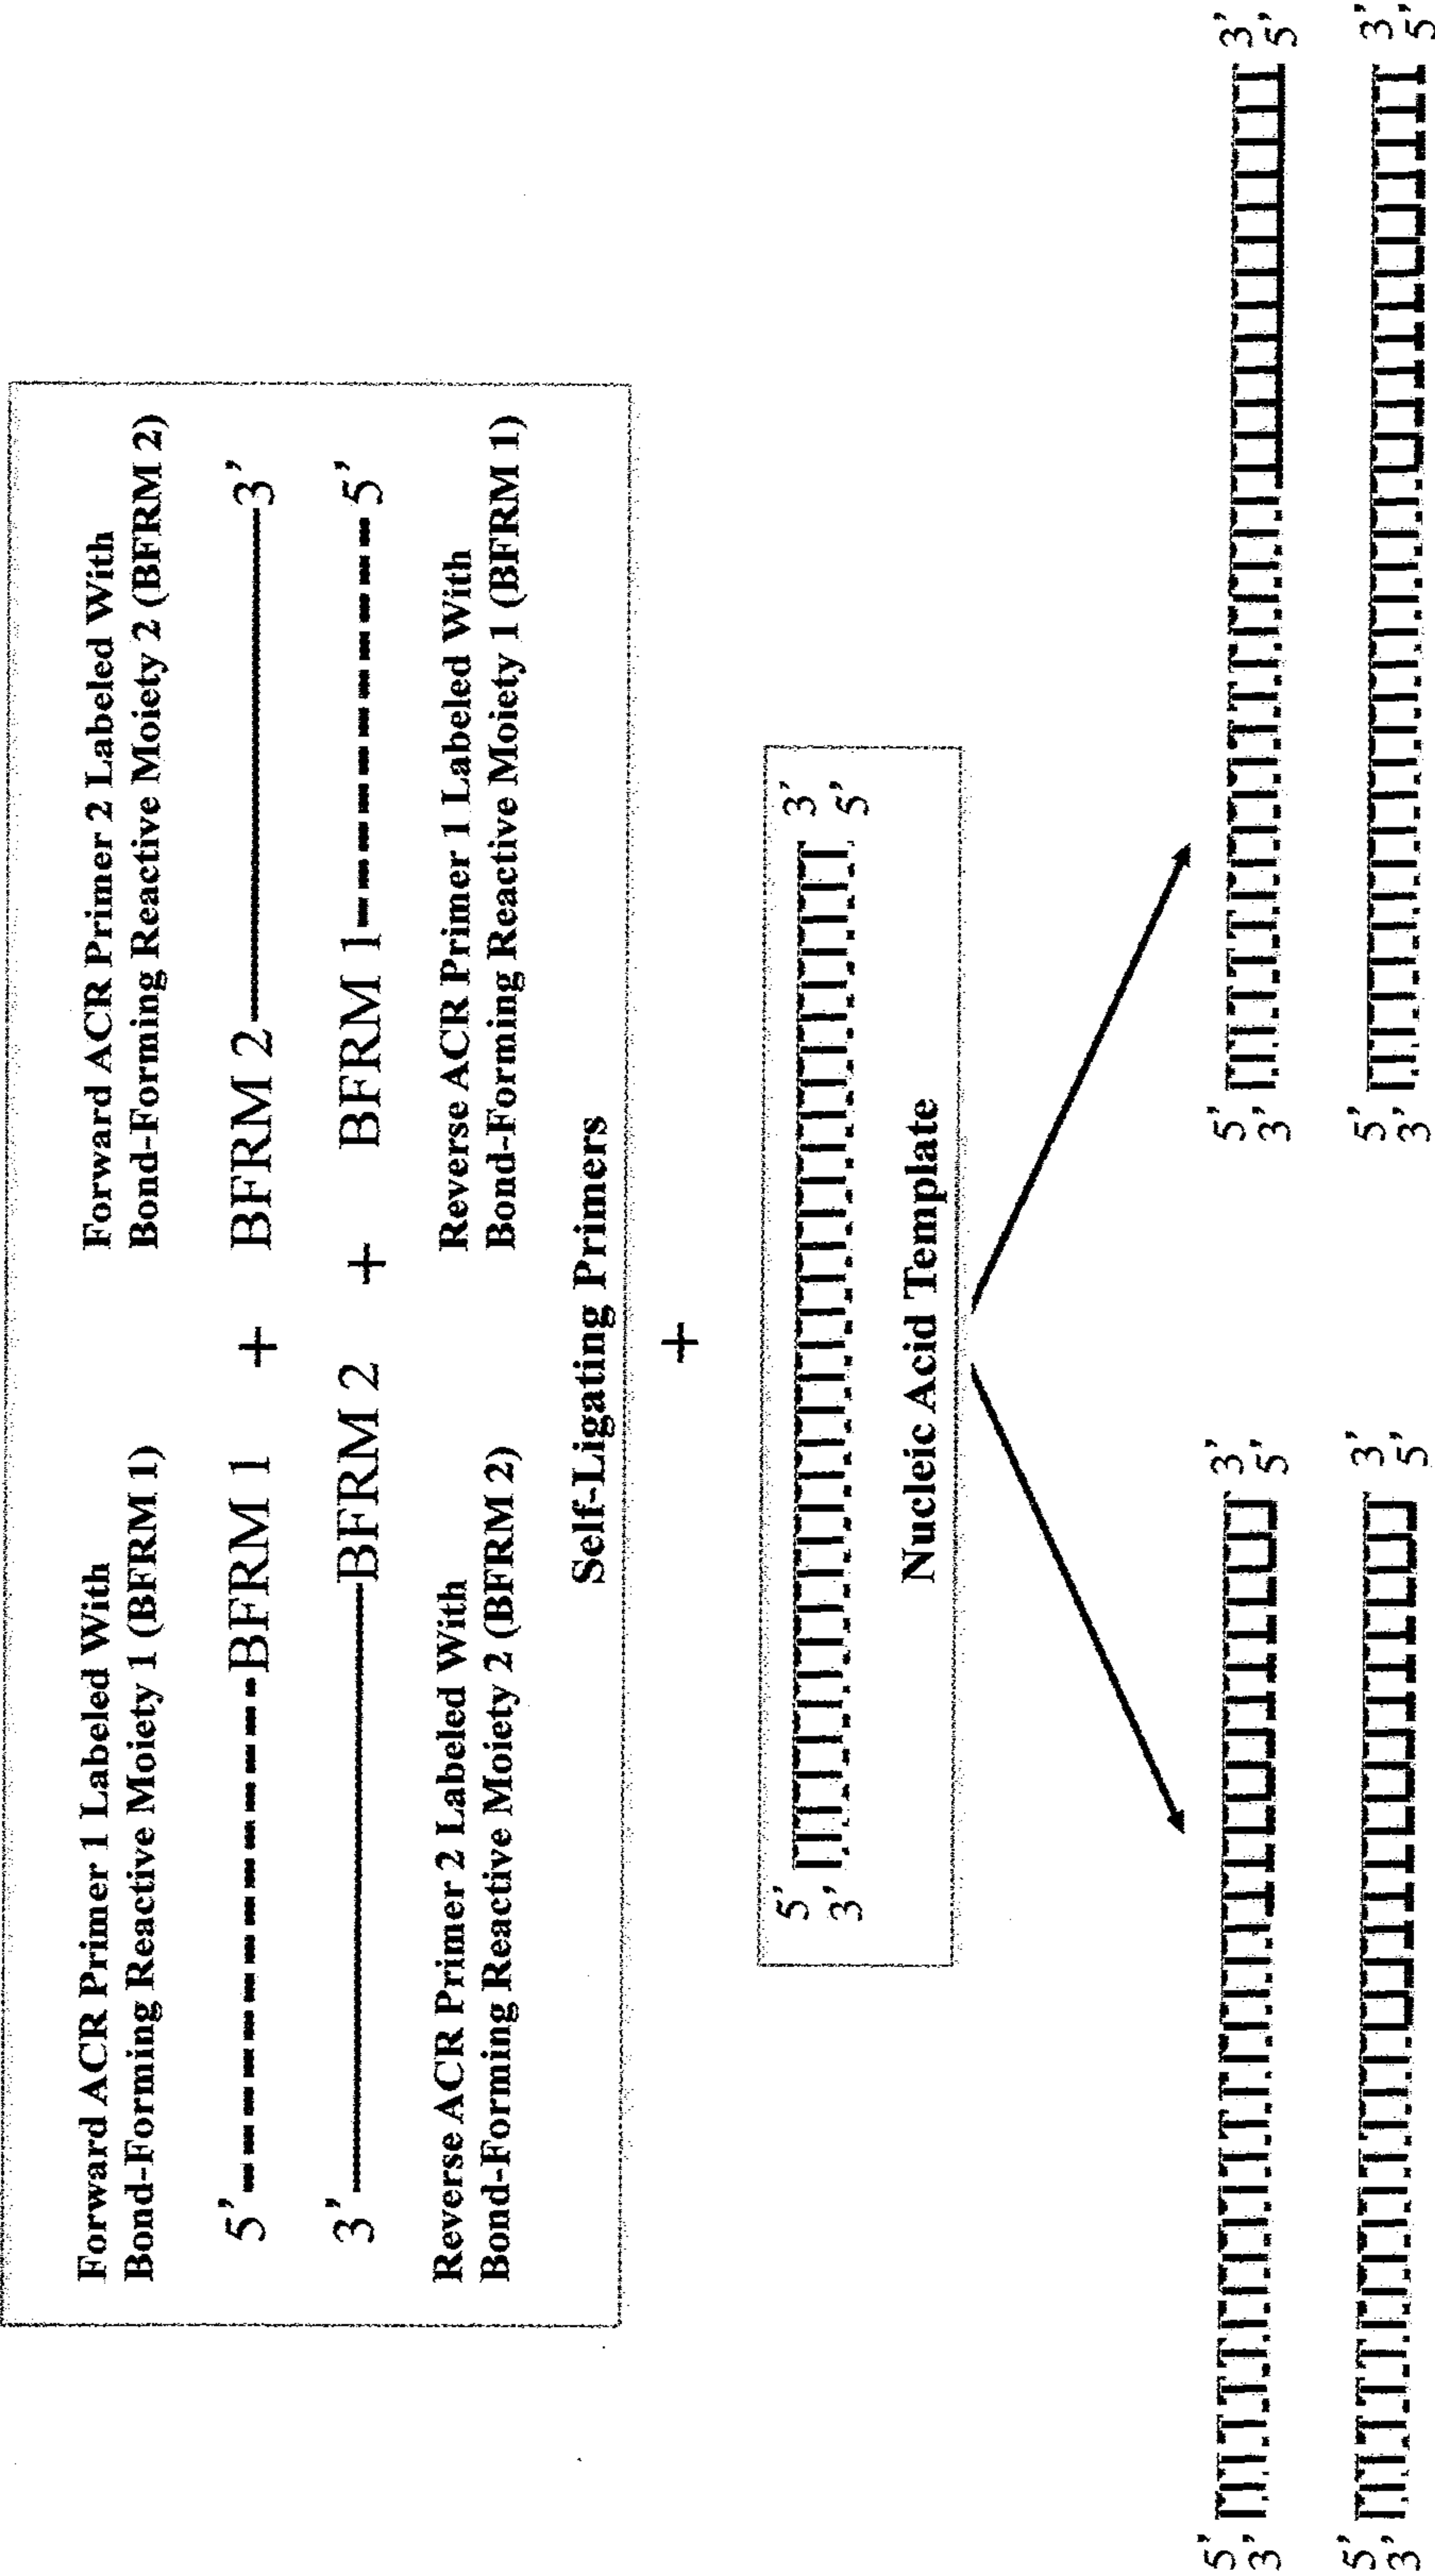 Forward ACR Primer 1 Labeled With
Bond-Forming Reactive Moiety 1 (BFRM 1)
Forward ACR Primer 2 Labeled With
Bond-Forming Reactive Moiety 2 (BFRM 2)
5' BFRM 1 + BFRM 2 3'
3' BFRM 2 + BFRM 1 5'
Reverse ACR Primer 2 Labeled With
Bond-Forming Reactive Moiety 2 (BFRM 2)
Reverse ACR Primer 1 Labeled With
Bond-Forming Reactive Moiety 1 (BFRM 1)
Self-Ligating Primers
+
5' 3'
3' 5'
Nucleic Acid Template
5' 3'
3' 5'
5' 3'
3' 5'
5' 3'
3' 5'
5' 3'
3' 5'